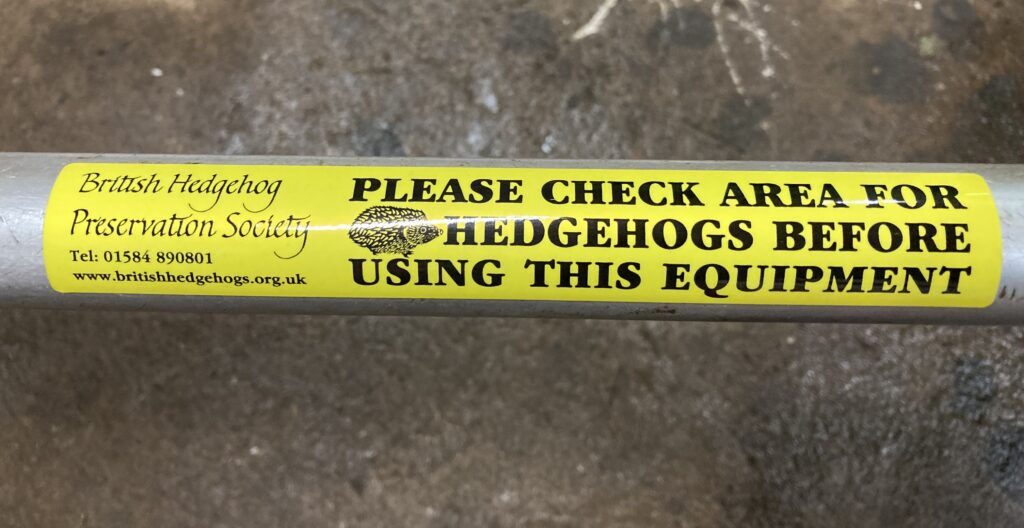 British Hedgehog
Preservation Society
Tel: 01584 890801
www.britishhedgehogs.org.uk
PLEASE CHECK AREA FOR
HEDGEHOGS BEFORE
USING THIS EQUIPMENT